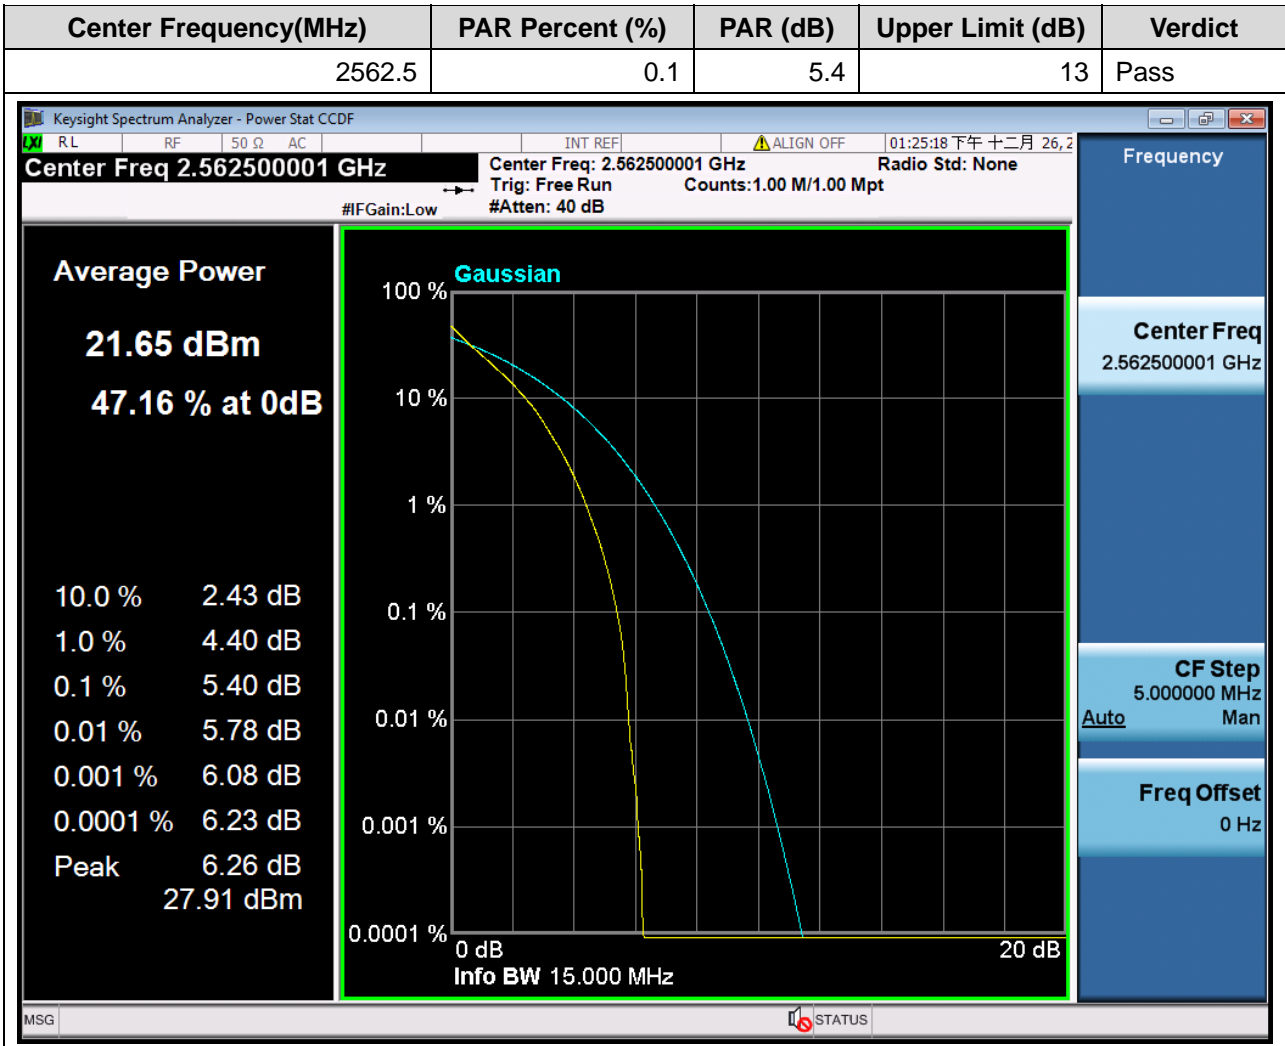 Center Frequency(MHz) PAR Percent (%) PAR (dB) Upper Limit (dB) Verdict
2562.5 0.1 5.4 13 Pass
Keysight Spectrum Analyzer - Power Stat CCDF
LXI RL RF 50 Ω AC INT REF ALIGN OFF 01:25:18 下午 十二月 26, 2
Center Freq 2.562500001 GHz
Center Freq: 2.562500001 GHz Radio Std: None
Trig: Free Run Counts:1.00 M/1.00 Mpt
#IFGain:Low #Atten: 40 dB
Average Power
21.65 dBm
47.16 % at 0dB
10.0 % 2.43 dB
1.0 % 4.40 dB
0.1 % 5.40 dB
0.01 % 5.78 dB
0.001 % 6.08 dB
0.0001 % 6.23 dB
Peak 6.26 dB
27.91 dBm
Gaussian
100 %
10 %
1 %
0.1 %
0.01 %
0.001 %
0.0001 %
0 dB 20 dB
Info BW 15.000 MHz
Frequency
Center Freq
2.562500001 GHz
CF Step
5.000000 MHz
Auto Man
Freq Offset
0 Hz
MSG STATUS